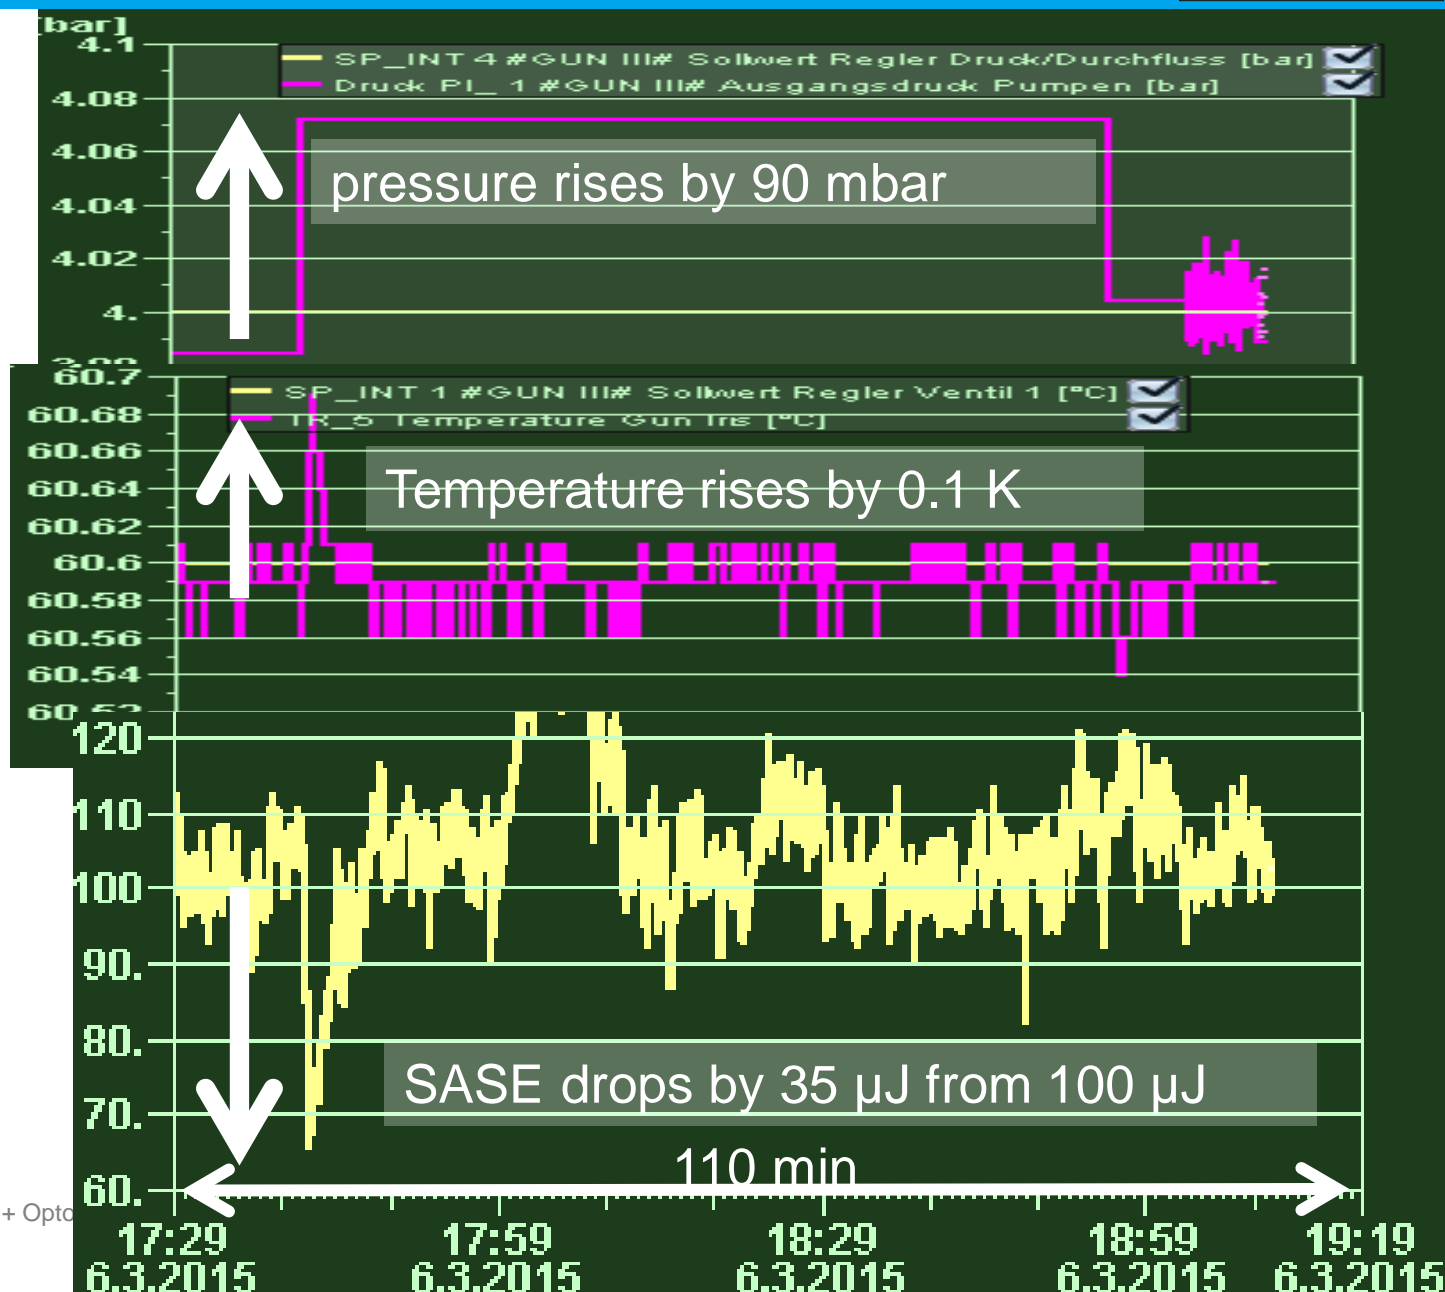 [bar]
4.1
SP_INT 4 #GUN III# Sollwert Regler Druck/Durchfluss [bar]
Druck PI_ 1 #GUN III# Ausgangsdruck Pumpen [bar]
4.08
4.06
pressure rises by 90 mbar
4.04
4.02
4.
60.7
SP_INT 1 #GUN III# Sollwert Regler Ventil 1 [°C]
60.68
TR_5 Temperature Gun Iris [°C]
60.66
60.64
Temperature rises by 0.1 K
60.62
60.6
60.58
60.56
60.54
120
110
100
90.
80.
SASE drops by 35 µJ from 100 µJ
70.
110 min
60.
+ Opto
17:29 17:59 18:29 18:59 19:19
6.3.2015 6.3.2015 6.3.2015 6.3.2015 6.3.2015